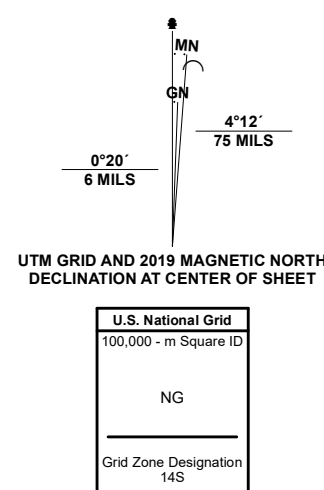 MN
GN
4°12´
75 MILS
0°20´
6 MILS
UTM GRID AND 2019 MAGNETIC NORTH
DECLINATION AT CENTER OF SHEET
U.S. National Grid
100,000 - m Square ID
NG
Grid Zone Designation
14S